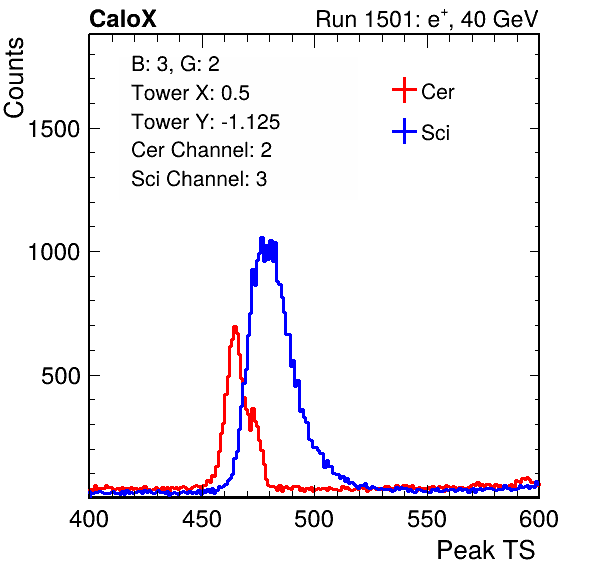 CaloX Run 1501: e⁺, 40 GeV
Counts
B: 3, G: 2
Tower X: 0.5
Tower Y: -1.125
Cer Channel: 2
Sci Channel: 3
Cer
Sci
1500
1000
500
400 450 500 550 600
Peak TS